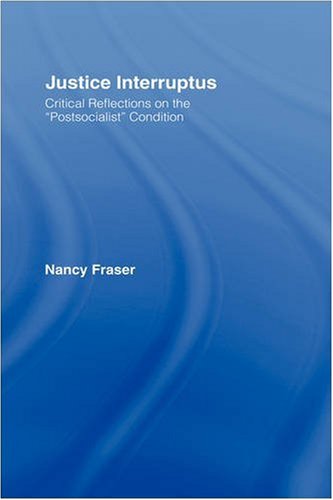 Justice Interruptus
Critical Reflections on the
"Postsocialist" Condition
Nancy Fraser